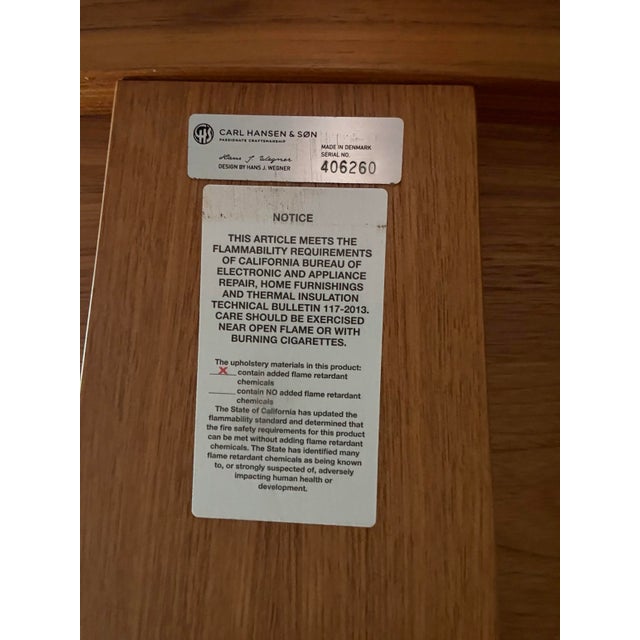 CHS
CARL HANSEN & SØN
PASSIONATE CRAFTSMANSHIP
Hans J. Wegner
DESIGN BY HANS J. WEGNER
MADE IN DENMARK
SERIAL NO.
406260
NOTICE
THIS ARTICLE MEETS THE
FLAMMABILITY REQUIREMENTS
OF CALIFORNIA BUREAU OF
ELECTRONIC AND APPLIANCE
REPAIR, HOME FURNISHINGS
AND THERMAL INSULATION
TECHNICAL BULLETIN 117-2013.
CARE SHOULD BE EXERCISED
NEAR OPEN FLAME OR WITH
BURNING CIGARETTES.
The upholstery materials in this product:
__X__ contain added flame retardant
chemicals
_____ contain NO added flame retardant
chemicals
The State of California has updated the
flammability standard and determined that
the fire safety requirements for this product
can be met without adding flame retardant
chemicals. The State has identified many
flame retardant chemicals as being known
to, or strongly suspected of, adversely
impacting human health or
development.